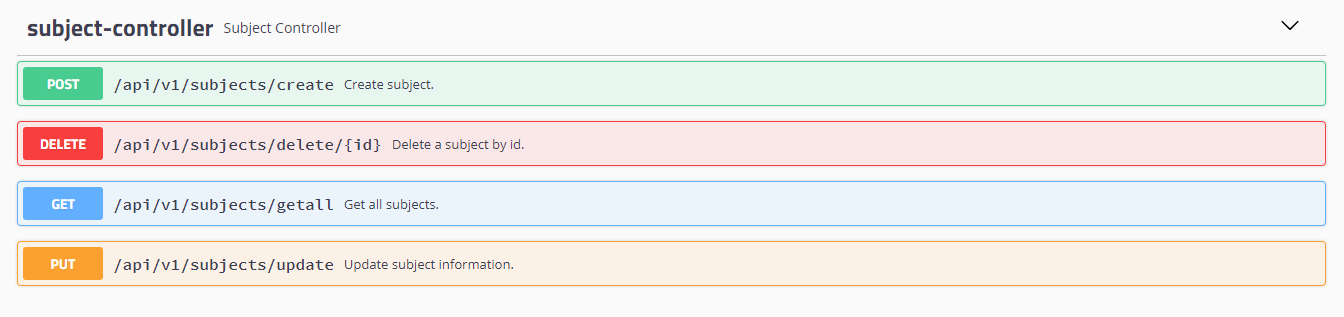 subject-controller Subject Controller
POST /api/v1/subjects/create Create subject.
DELETE /api/v1/subjects/delete/{id} Delete a subject by id.
GET /api/v1/subjects/getall Get all subjects.
PUT /api/v1/subjects/update Update subject information.